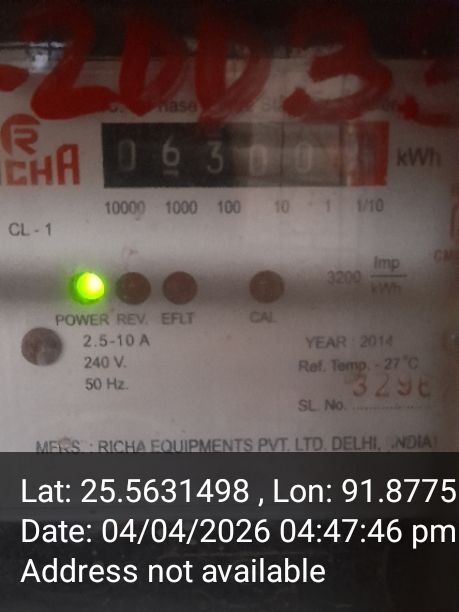 -20D33
RICHA
0 6 3 0 0
kWh
10000 1000 100 10 1 1/10
CL - 1
3200 Imp/kWh
POWER REV. EFLT CAL
2.5-10 A
240 V.
50 Hz.
YEAR : 2014
Ref. Temp. - 27°C
3298
SL. No.
MFRS. : RICHA EQUIPMENTS PVT. LTD. DELHI, INDIA
Lat: 25.5631498 , Lon: 91.8775
Date: 04/04/2026 04:47:46 pm
Address not available